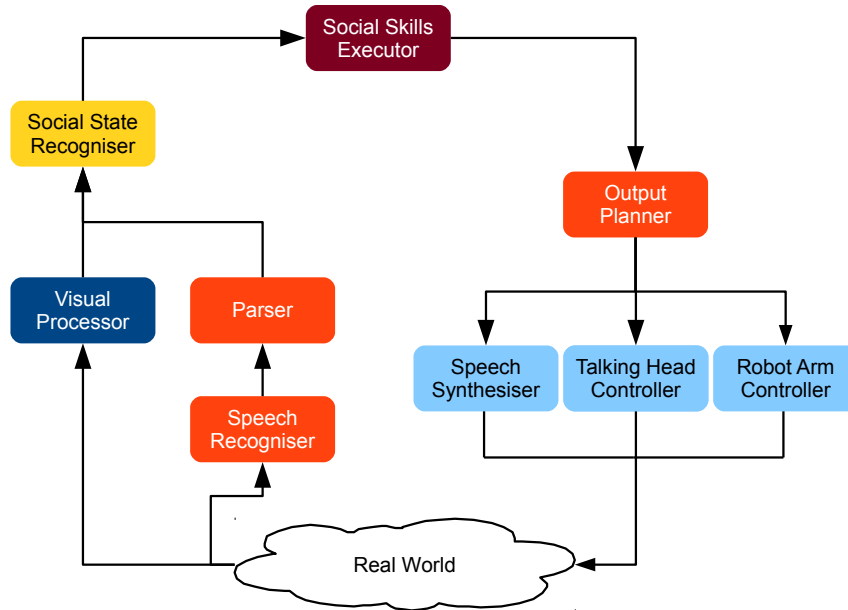 Social Skills
Executor
Social State
Recogniser
Output
Planner
Visual
Processor
Parser
Speech
Synthesiser
Talking Head
Controller
Robot Arm
Controller
Speech
Recogniser
Real World